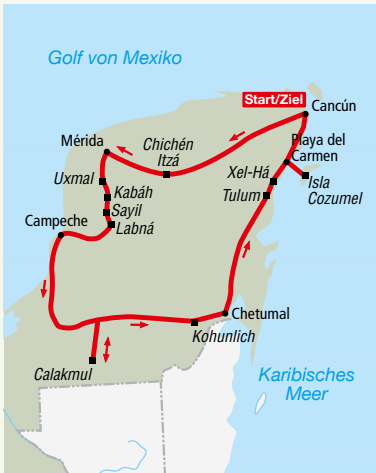 Golf von Mexiko
Start/Ziel
Cancún
Mérida
Chichén
Itzá
Playa del
Carmen
Uxmal
Xel-Há
Kabáh
Isla
Cozumel
Tulum
Sayil
Campeche
Labná
Chetumal
Kohunlich
Calakmul
Karibisches
Meer